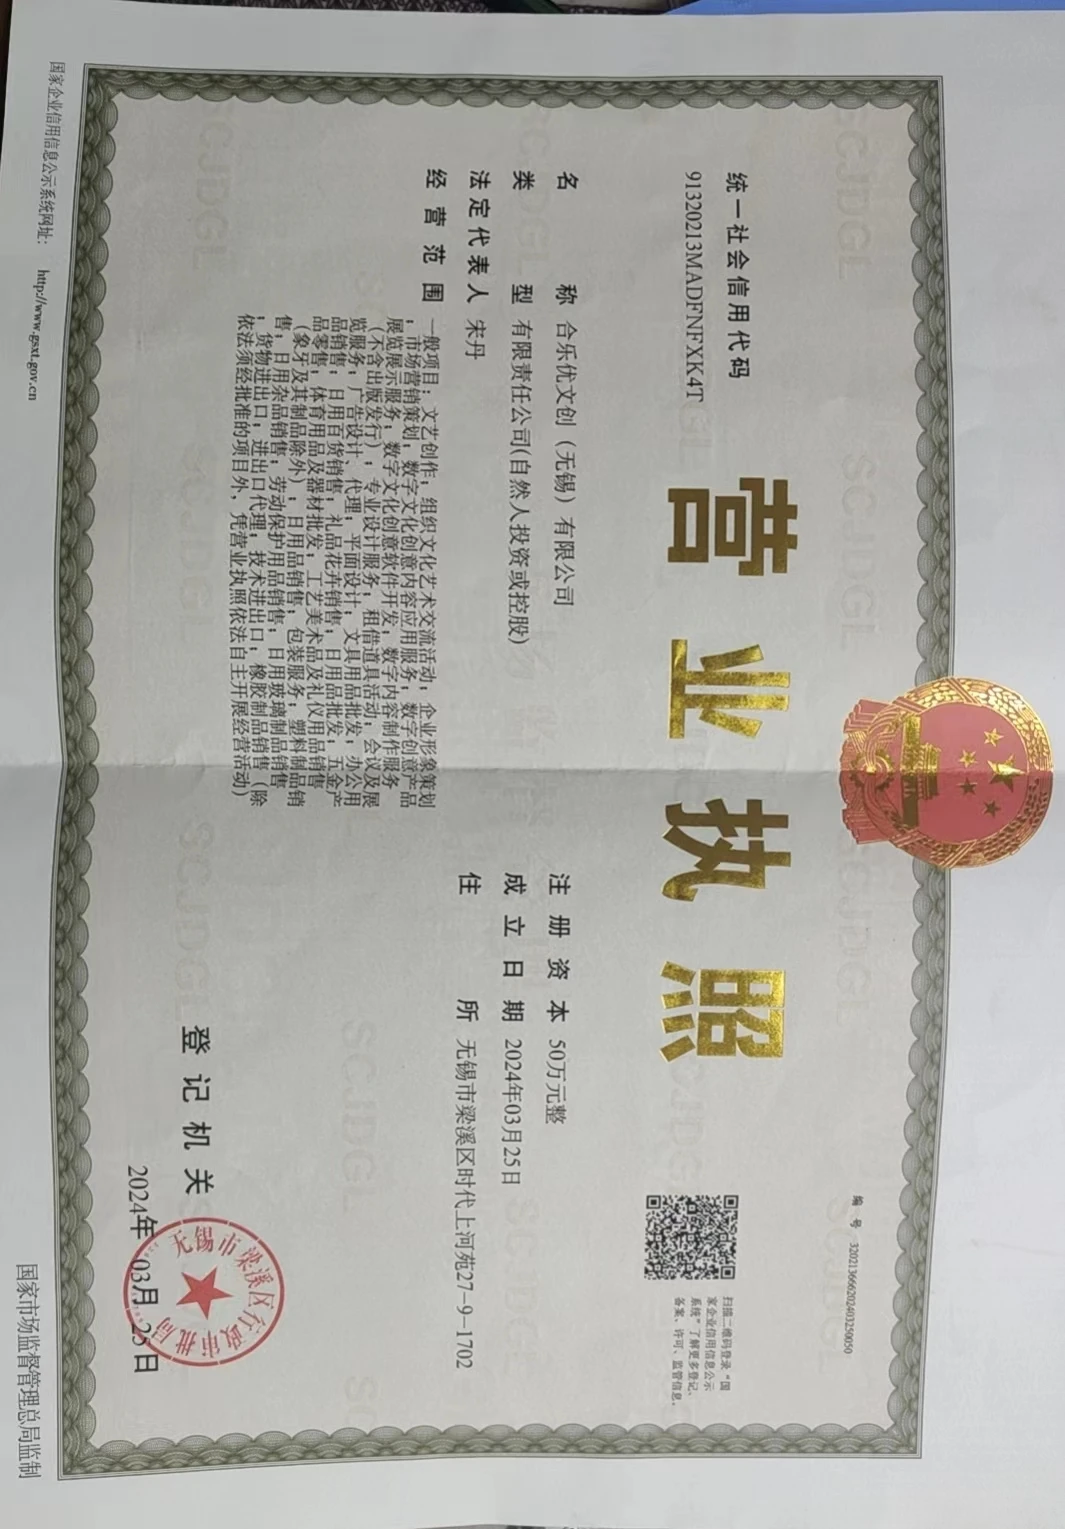 编 号 320213666202403250050
统一社会信用代码
91320213MADFNFXK4T
营业执照
扫描二维码登录“国
家企业信用信息公示
系统”了解更多登记、
备案、许可、监管信息。
名 称 合乐优文创（无锡）有限公司
类 型 有限责任公司(自然人投资或控股)
法定代表人 宋丹
经营范围 一般项目：文艺创作；组织文化艺术交流活动；企业形象策划
；市场营销策划；数字文化创意内容应用服务；数字创意产品
展览展示服务；数字文化创意软件开发；数字内容制作服务
（不含出版发行）；专业设计服务；租借道具活动；会议及展
览服务；广告设计、代理；平面设计；文具用品批发；办公用
品销售；日用百货销售；礼品花卉销售；日用品批发；五金产
品零售；体育用品及器材批发；工艺美术品及礼仪用品销售
（象牙及其制品除外）；日用品销售；包装服务；塑料制品销
售；日用杂品销售；劳动保护用品销售；日用玻璃制品销售
；货物进出口；进出口代理；技术进出口；橡胶制品销售（除
依法须经批准的项目外，凭营业执照依法自主开展经营活动）
注册资本 50万元整
成立日期 2024年03月25日
住 所 无锡市梁溪区时代上河苑27-9-1702
登记机关
无锡市梁溪区行政审批局
2024年 03月 25日
国家企业信用信息公示系统网址： http://www.gsxt.gov.cn
国家市场监督管理总局监制